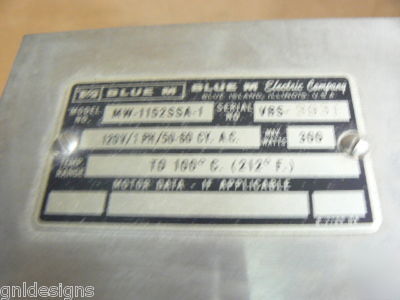 BLUE M BLUE M Electric Company
BLUE ISLAND, ILLINOIS, U.S.A.
MODEL NO. MW-1152SSA-1 SERIAL NO. VR5-
120V/1 PH/50-60 CY. A.C. MAX. WATTS 300
TEMP. RANGE TO 100° C. (212° F.)
MOTOR DATA - IF APPLICABLE
© gnldesigns